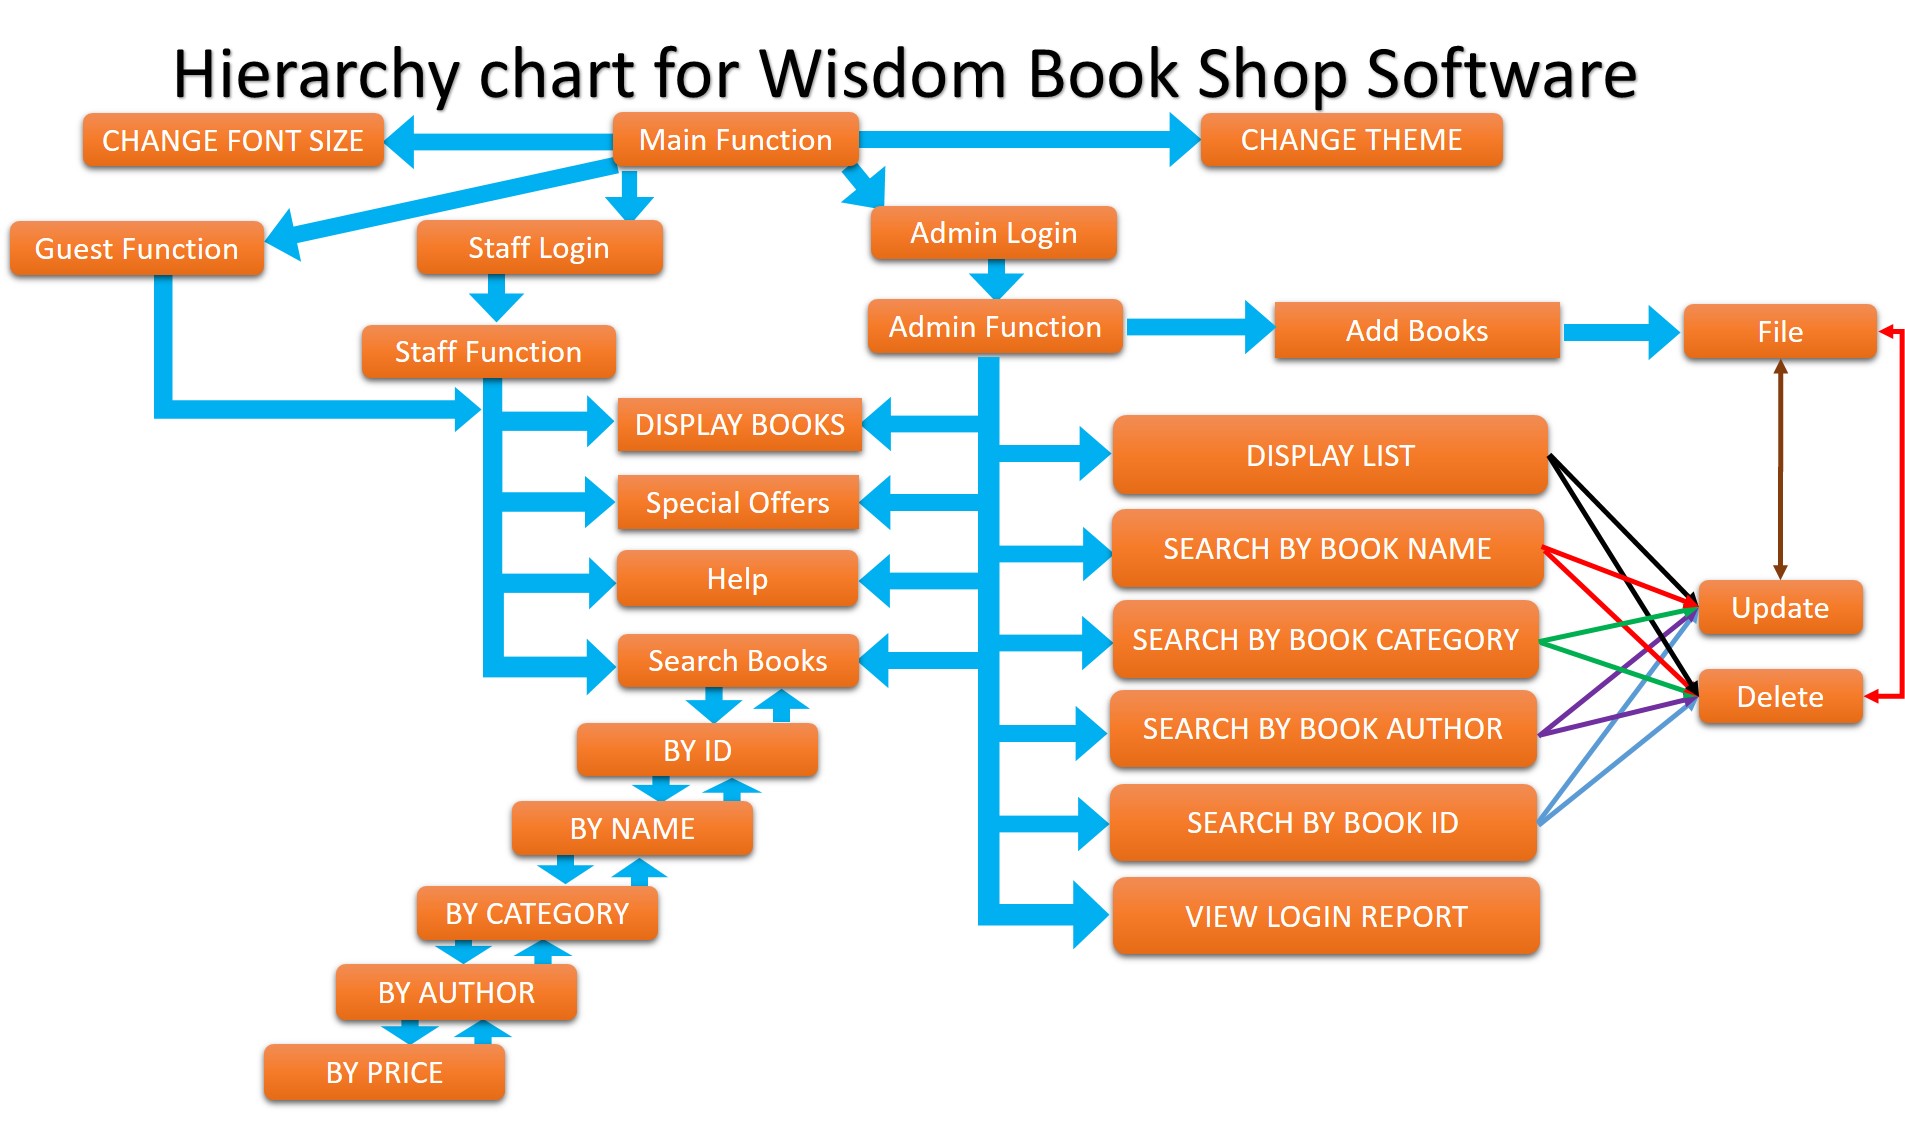 Hierarchy chart for Wisdom Book Shop Software
CHANGE FONT SIZE
Main Function
CHANGE THEME
Guest Function
Staff Login
Admin Login
Staff Function
Admin Function
Add Books
File
DISPLAY BOOKS
Special Offers
Help
Search Books
BY ID
BY NAME
BY CATEGORY
BY AUTHOR
BY PRICE
DISPLAY LIST
SEARCH BY BOOK NAME
SEARCH BY BOOK CATEGORY
SEARCH BY BOOK AUTHOR
SEARCH BY BOOK ID
VIEW LOGIN REPORT
Update
Delete